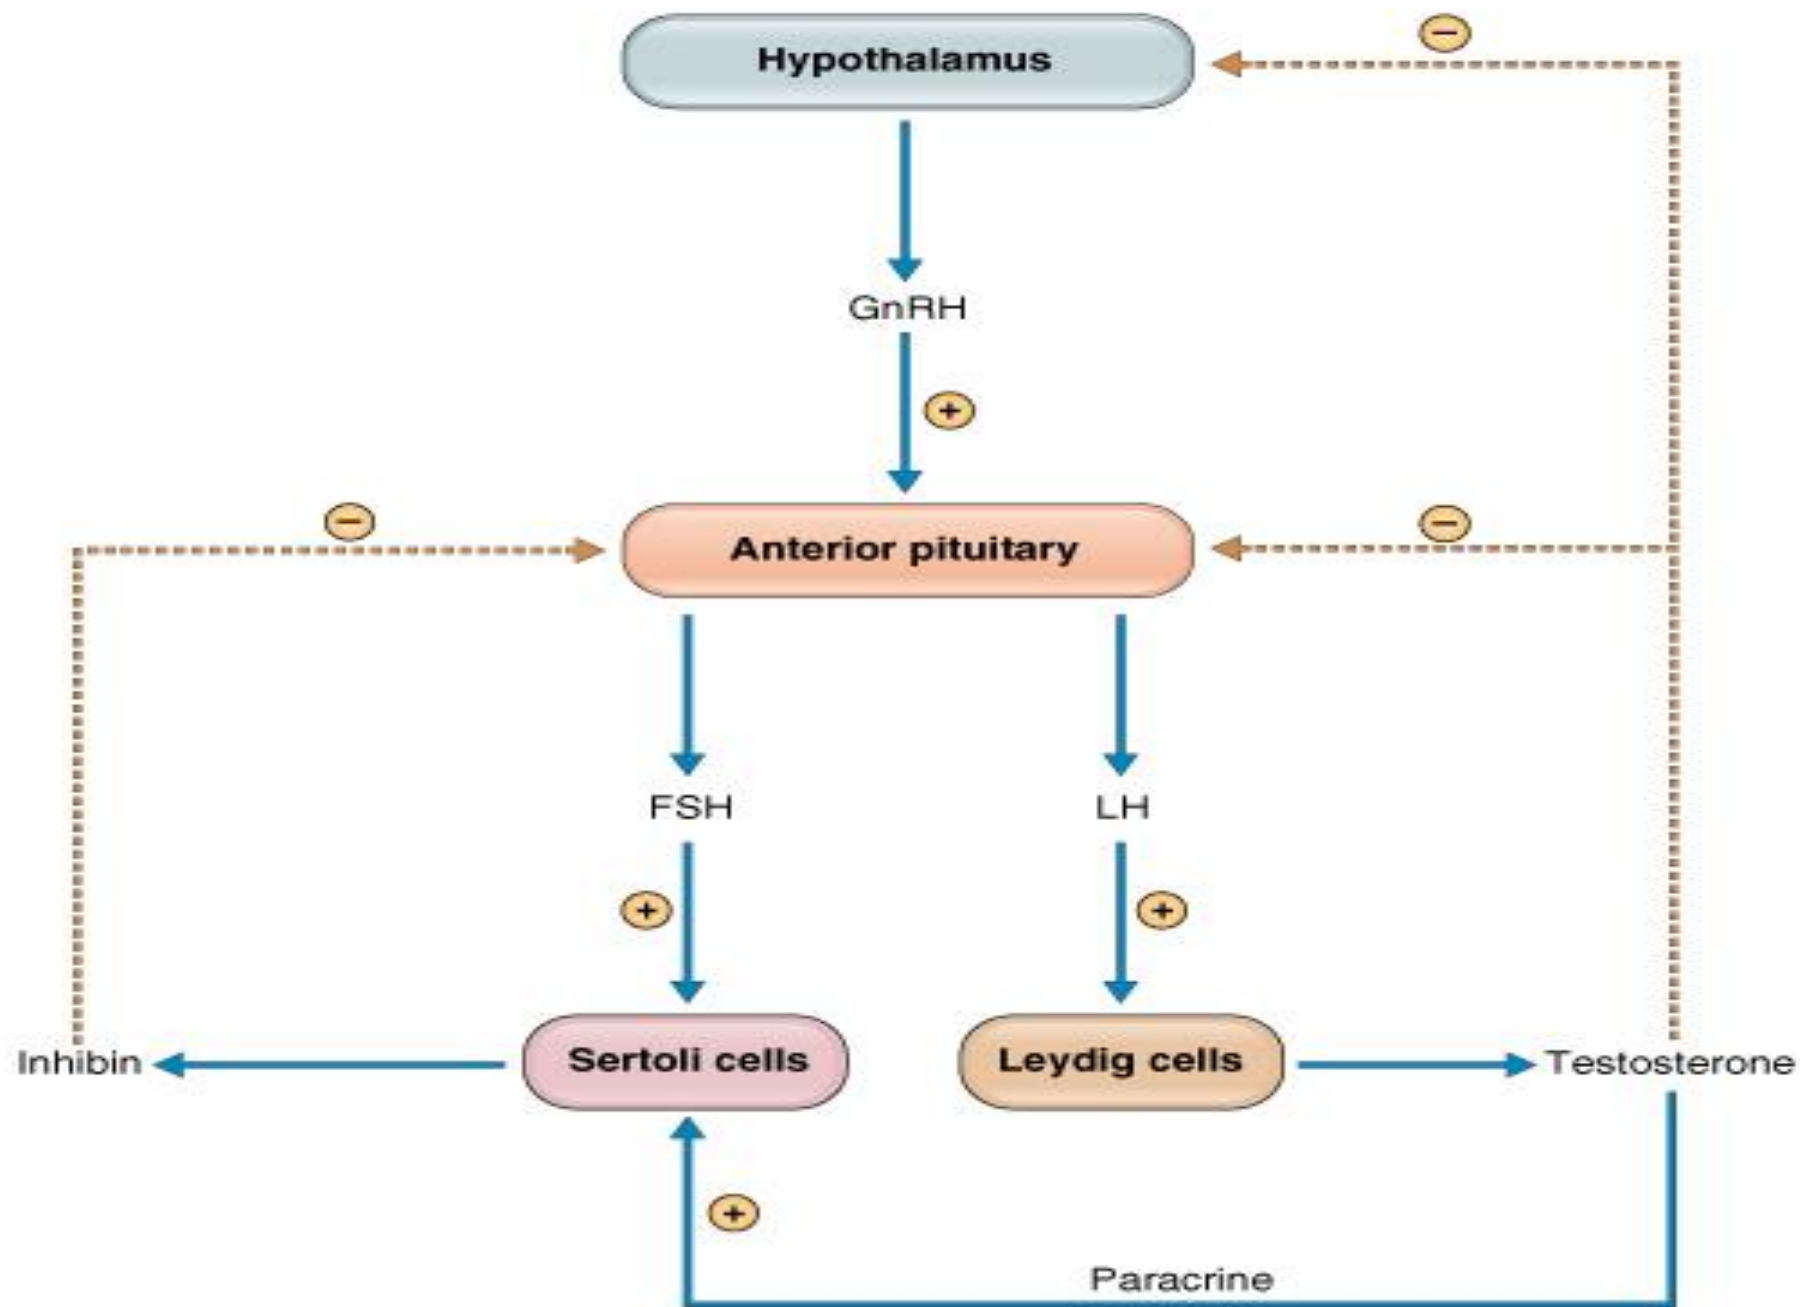 Hypothalamus
−
GnRH
+
−
Anterior pituitary
−
FSH
LH
+
+
Inhibin
Sertoli cells
Leydig cells
Testosterone
+
Paracrine